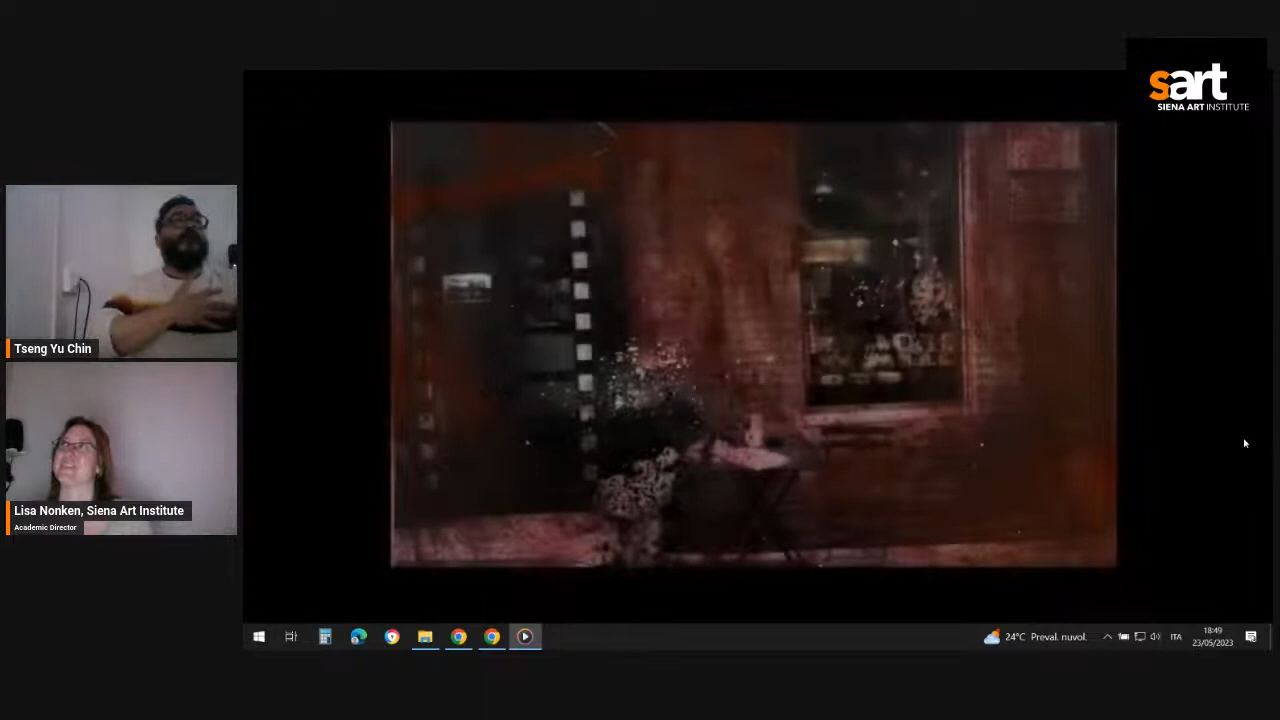 sart
SIENA ART INSTITUTE
Tseng Yu Chin
Lisa Nonken, Siena Art Institute
Academic Director
24°C Preval. nuvol.
ITA
18:49
23/05/2023